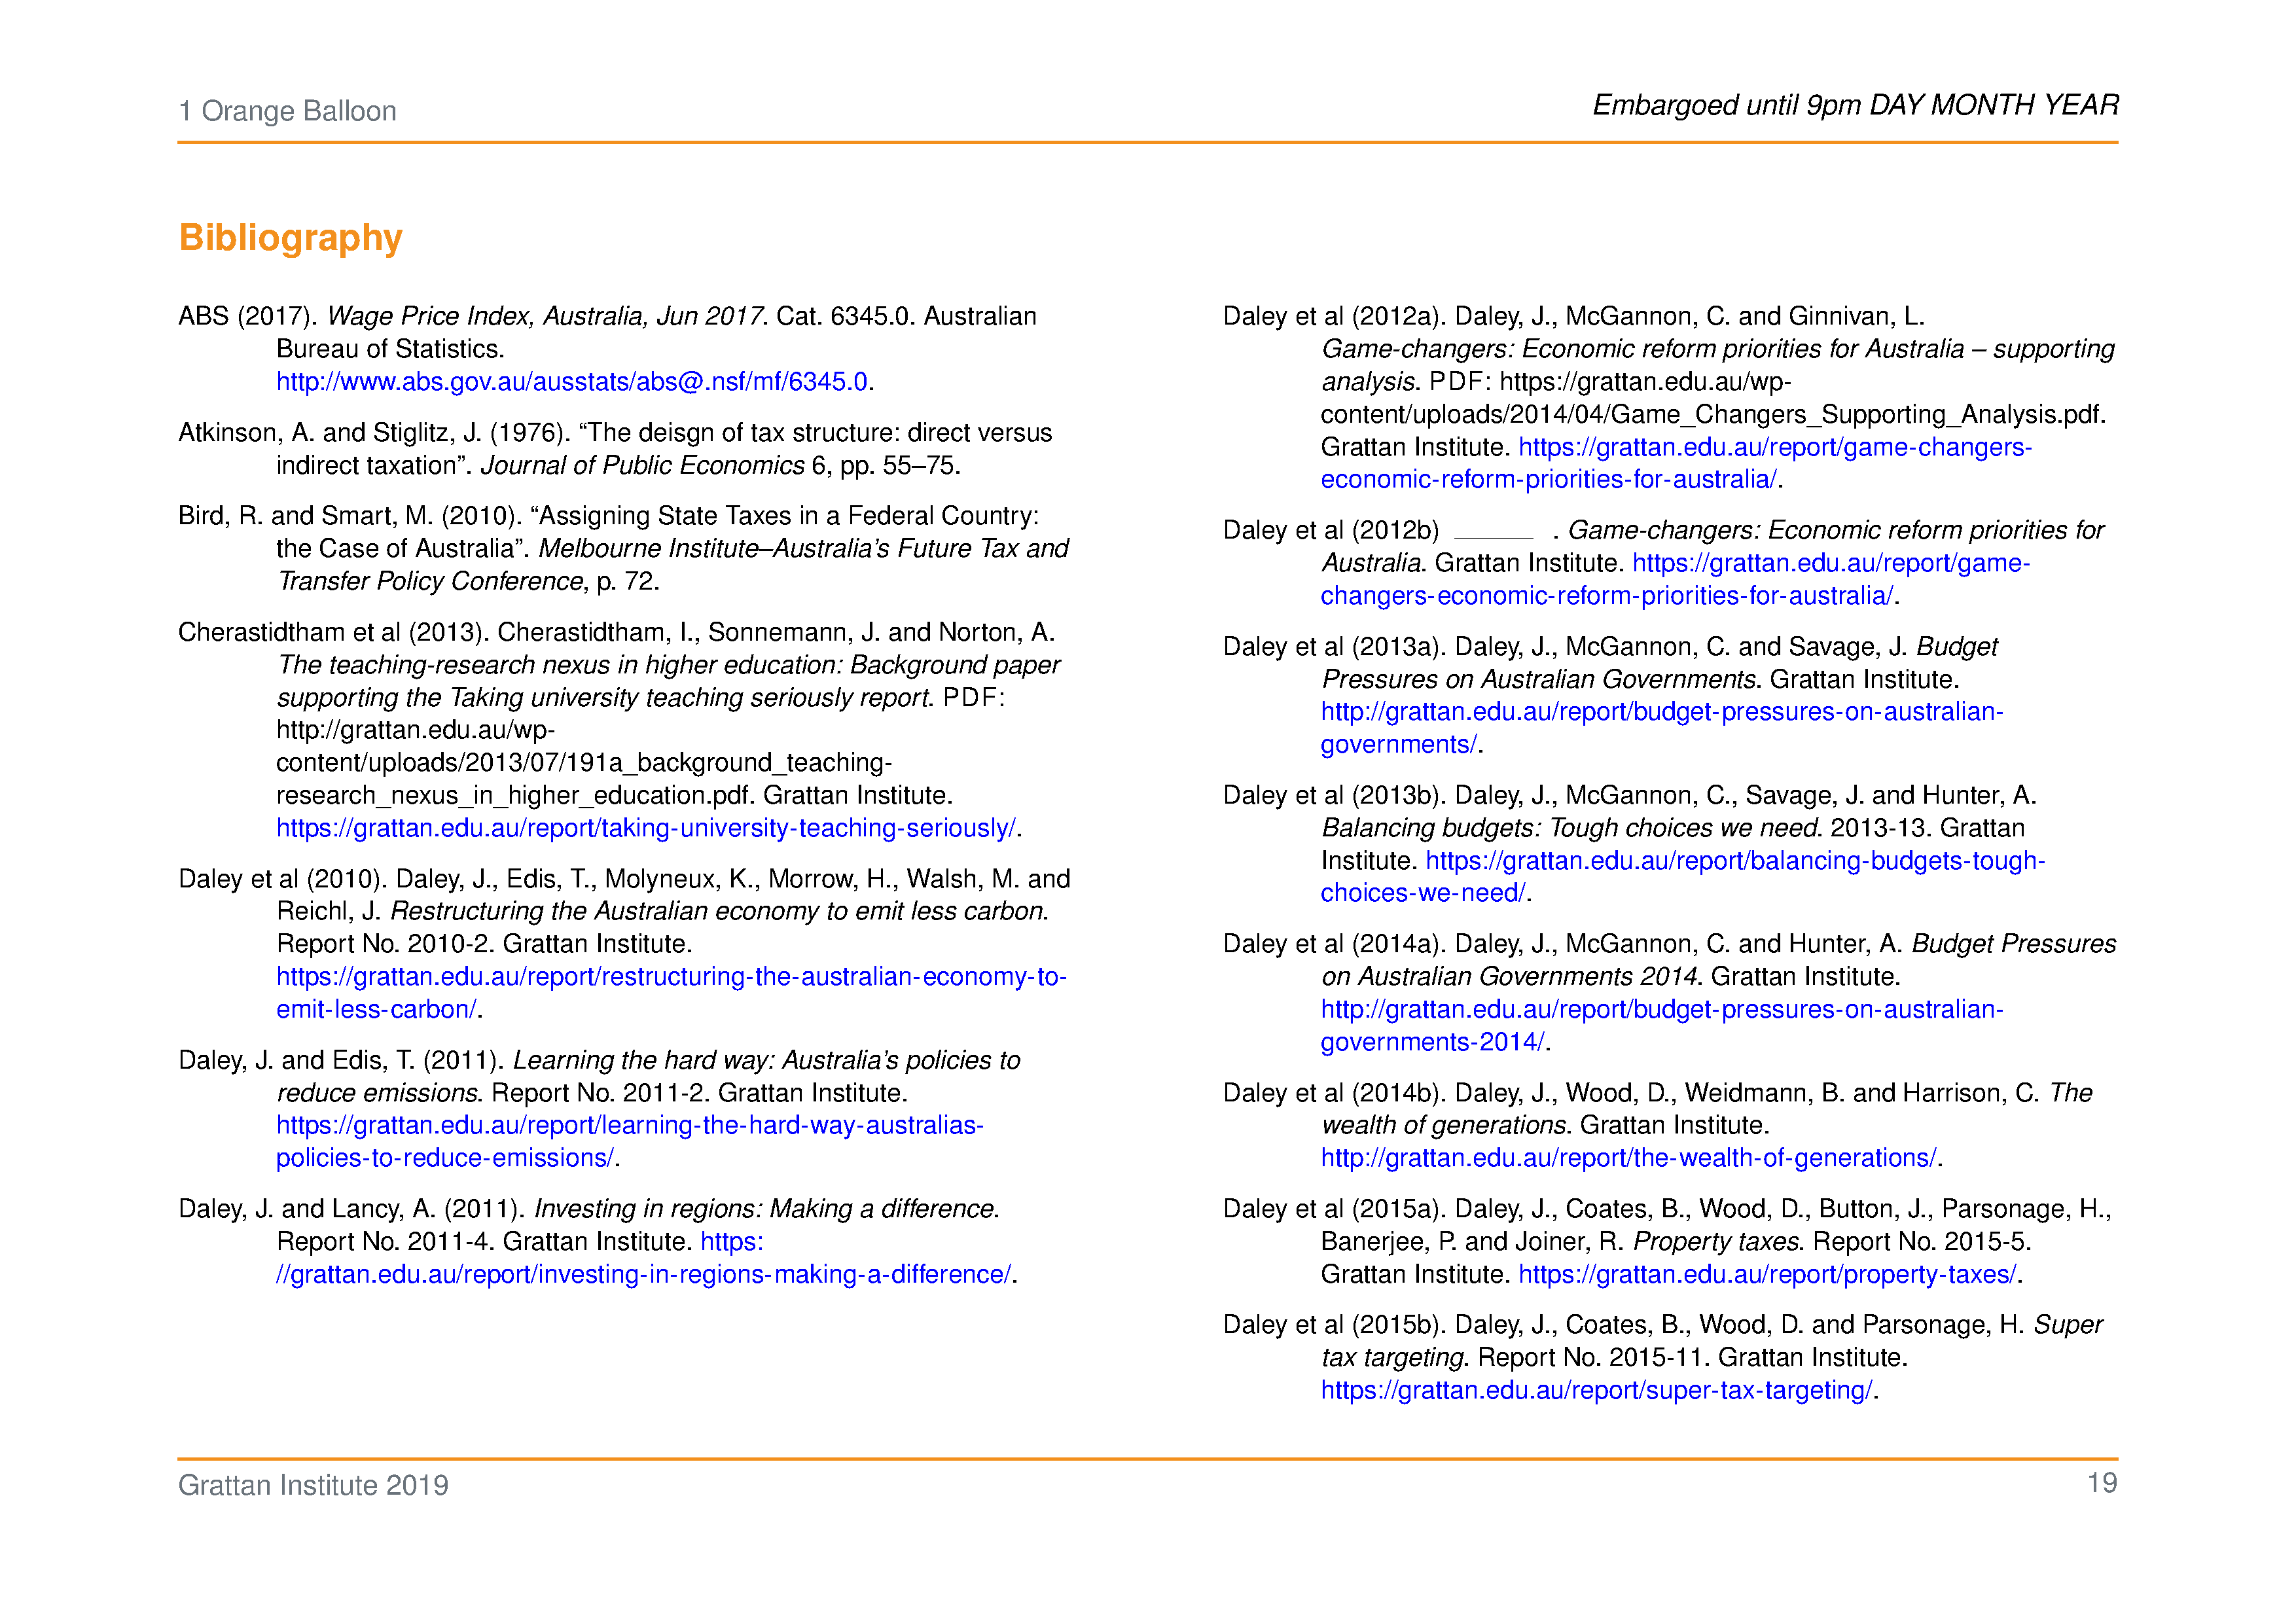 1 Orange Balloon
Embargoed until 9pm DAY MONTH YEAR
Bibliography
ABS (2017). Wage Price Index, Australia, Jun 2017. Cat. 6345.0. Australian
Bureau of Statistics.
http://www.abs.gov.au/ausstats/abs@.nsf/mf/6345.0.
Atkinson, A. and Stiglitz, J. (1976). “The deisgn of tax structure: direct versus
indirect taxation”. Journal of Public Economics 6, pp. 55–75.
Bird, R. and Smart, M. (2010). “Assigning State Taxes in a Federal Country:
the Case of Australia”. Melbourne Institute–Australia’s Future Tax and
Transfer Policy Conference, p. 72.
Cherastidtham et al (2013). Cherastidtham, I., Sonnemann, J. and Norton, A.
The teaching-research nexus in higher education: Background paper
supporting the Taking university teaching seriously report. PDF:
http://grattan.edu.au/wp-
content/uploads/2013/07/191a_background_teaching-
research_nexus_in_higher_education.pdf. Grattan Institute.
https://grattan.edu.au/report/taking-university-teaching-seriously/.
Daley et al (2010). Daley, J., Edis, T., Molyneux, K., Morrow, H., Walsh, M. and
Reichl, J. Restructuring the Australian economy to emit less carbon.
Report No. 2010-2. Grattan Institute.
https://grattan.edu.au/report/restructuring-the-australian-economy-to-
emit-less-carbon/.
Daley, J. and Edis, T. (2011). Learning the hard way: Australia’s policies to
reduce emissions. Report No. 2011-2. Grattan Institute.
https://grattan.edu.au/report/learning-the-hard-way-australias-
policies-to-reduce-emissions/.
Daley, J. and Lancy, A. (2011). Investing in regions: Making a difference.
Report No. 2011-4. Grattan Institute. https:
//grattan.edu.au/report/investing-in-regions-making-a-difference/.
Daley et al (2012a). Daley, J., McGannon, C. and Ginnivan, L.
Game-changers: Economic reform priorities for Australia – supporting
analysis. PDF: https://grattan.edu.au/wp-
content/uploads/2014/04/Game_Changers_Supporting_Analysis.pdf.
Grattan Institute. https://grattan.edu.au/report/game-changers-
economic-reform-priorities-for-australia/.
Daley et al (2012b) ______ . Game-changers: Economic reform priorities for
Australia. Grattan Institute. https://grattan.edu.au/report/game-
changers-economic-reform-priorities-for-australia/.
Daley et al (2013a). Daley, J., McGannon, C. and Savage, J. Budget
Pressures on Australian Governments. Grattan Institute.
http://grattan.edu.au/report/budget-pressures-on-australian-
governments/.
Daley et al (2013b). Daley, J., McGannon, C., Savage, J. and Hunter, A.
Balancing budgets: Tough choices we need. 2013-13. Grattan
Institute. https://grattan.edu.au/report/balancing-budgets-tough-
choices-we-need/.
Daley et al (2014a). Daley, J., McGannon, C. and Hunter, A. Budget Pressures
on Australian Governments 2014. Grattan Institute.
http://grattan.edu.au/report/budget-pressures-on-australian-
governments-2014/.
Daley et al (2014b). Daley, J., Wood, D., Weidmann, B. and Harrison, C. The
wealth of generations. Grattan Institute.
http://grattan.edu.au/report/the-wealth-of-generations/.
Daley et al (2015a). Daley, J., Coates, B., Wood, D., Button, J., Parsonage, H.,
Banerjee, P. and Joiner, R. Property taxes. Report No. 2015-5.
Grattan Institute. https://grattan.edu.au/report/property-taxes/.
Daley et al (2015b). Daley, J., Coates, B., Wood, D. and Parsonage, H. Super
tax targeting. Report No. 2015-11. Grattan Institute.
https://grattan.edu.au/report/super-tax-targeting/.
Grattan Institute 2019
19